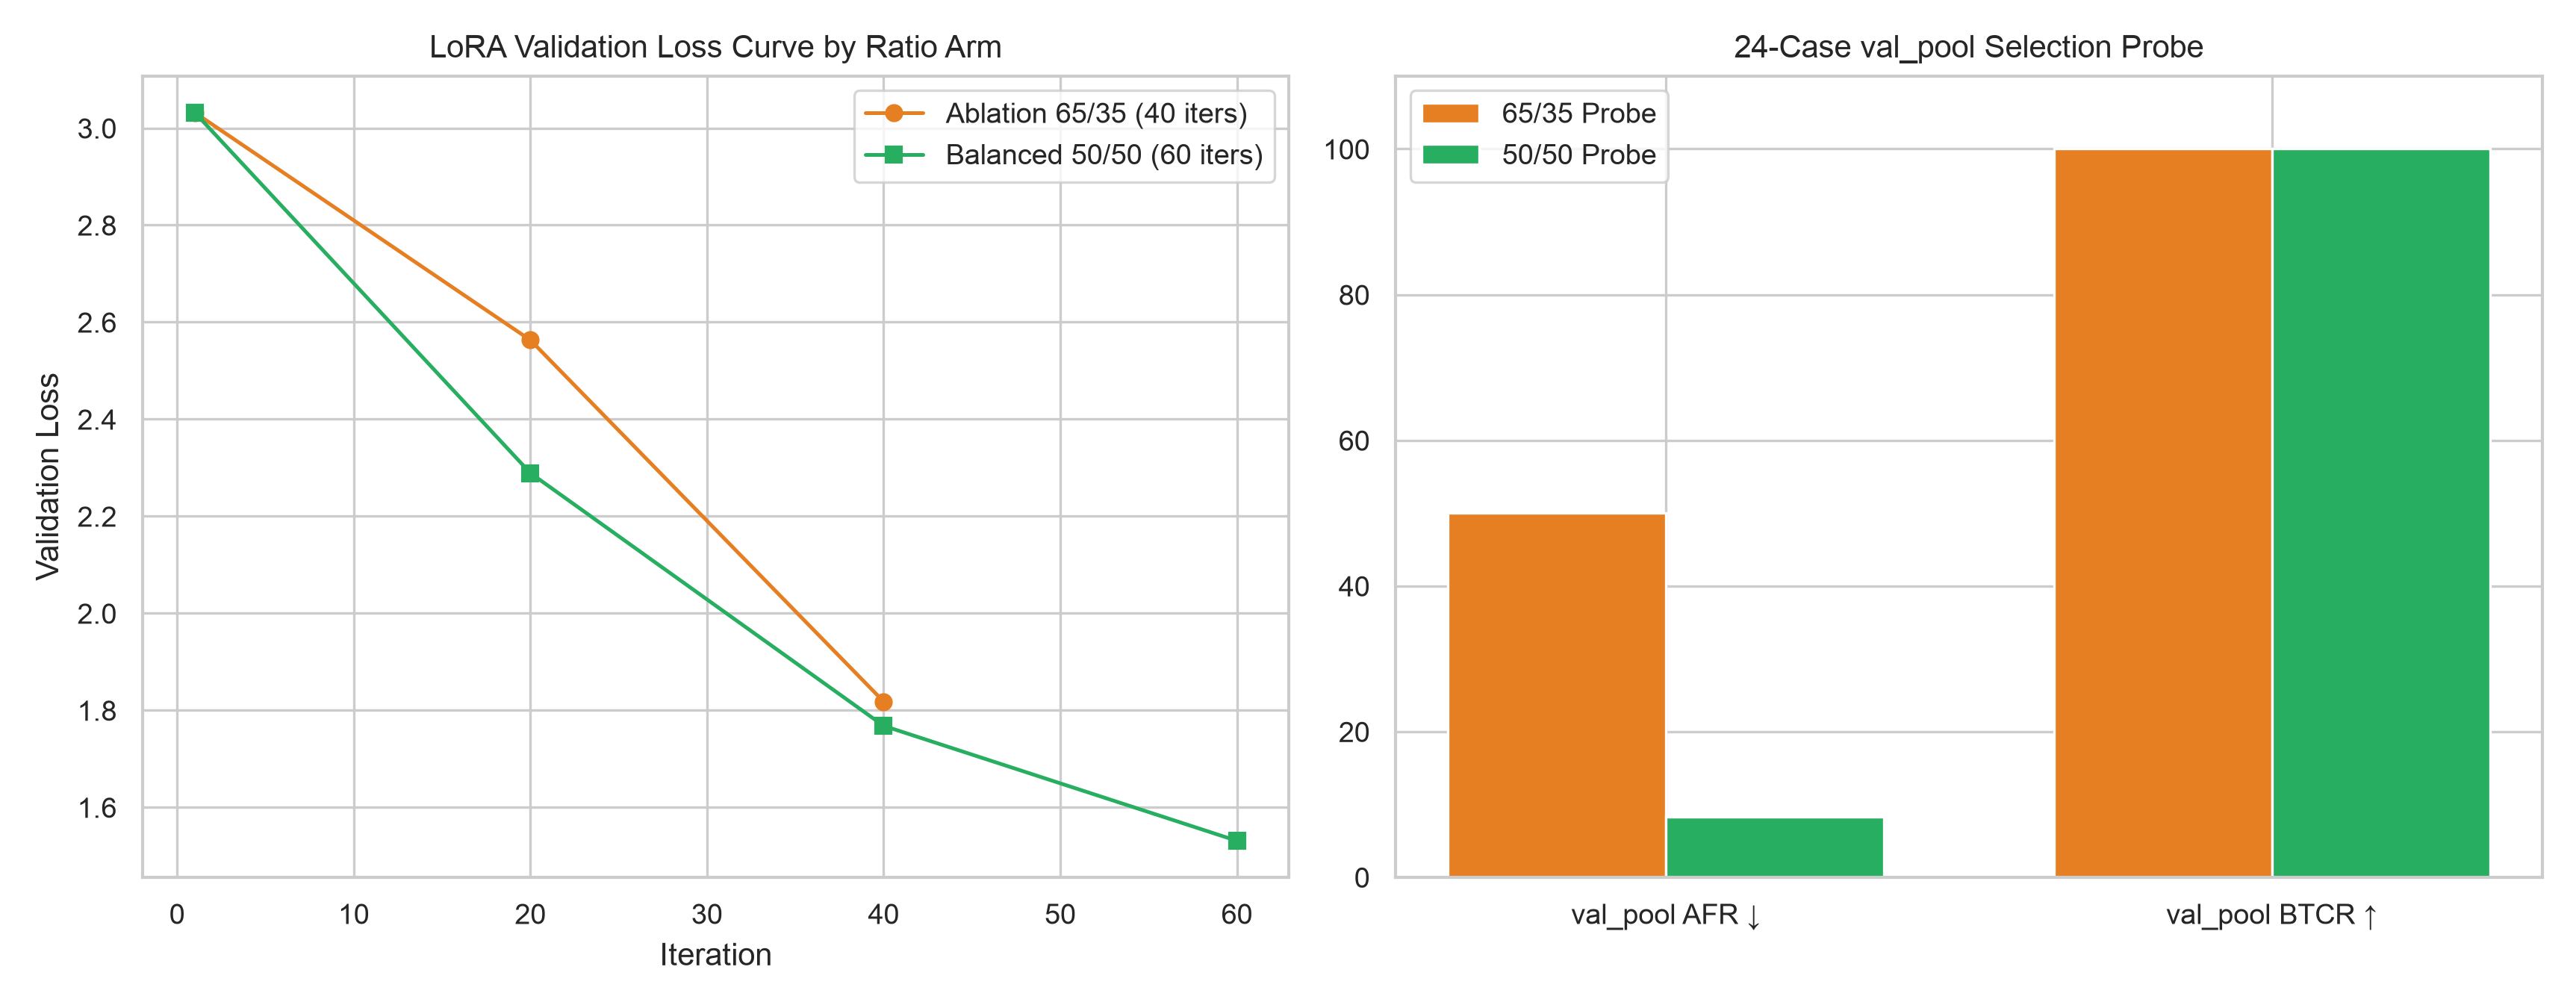 LoRA Validation Loss Curve by Ratio Arm
Ablation 65/35 (40 iters)
Balanced 50/50 (60 iters)
Validation Loss
3.0
2.8
2.6
2.4
2.2
2.0
1.8
1.6
0 10 20 30 40 50 60
Iteration
24-Case val_pool Selection Probe
65/35 Probe
50/50 Probe
100
80
60
40
20
0
val_pool AFR ↓ val_pool BTCR ↑